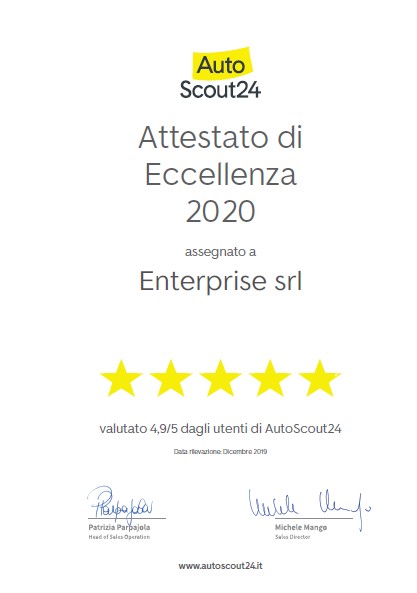 Auto
Scout24
Attestato di
Eccellenza
2020
assegnato a
Enterprise srl
valutato 4,9/5 dagli utenti di AutoScout24
Data rilevazione: Dicembre 2019
Patrizia Parpajola
Michele Mango
Head of Sales Operation
Sales Director
www.autoscout24.it